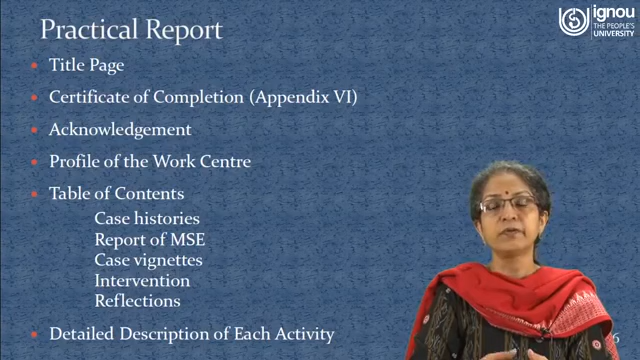 Practical Report
ignou
THE PEOPLE'S
UNIVERSITY
Title Page
Certificate of Completion (Appendix VI)
Acknowledgement
Profile of the Work Centre
Table of Contents
Case histories
Report of MSE
Case vignettes
Intervention
Reflections
Detailed Description of Each Activity
6